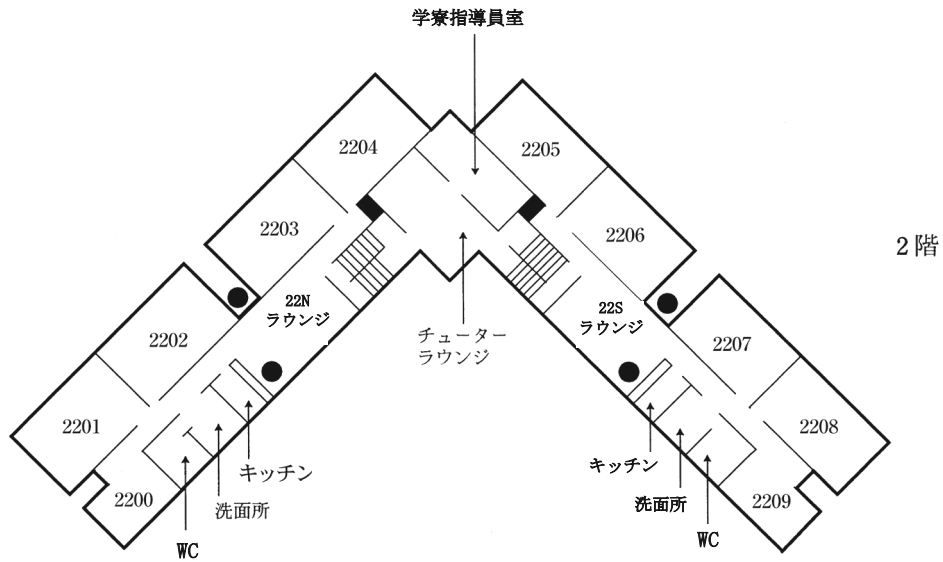 学寮指導員室
2204
2205
2203
2206
2階
22N
ラウンジ
22S
ラウンジ
2202
チューター
ラウンジ
2207
2201
2208
キッチン
キッチン
2200
洗面所
洗面所
2209
WC
WC